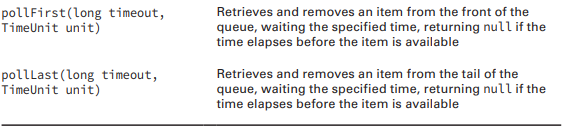 pollFirst(long timeout, Retrieves and removes an item from the front of the
TimeUnit unit) queue, waiting the specified time, returning null if the
time elapses before the item is available
pollLast(long timeout, Retrieves and removes an item from the tail of the
TimeUnit unit) queue, waiting the specified time, returning null if the
time elapses before the item is available